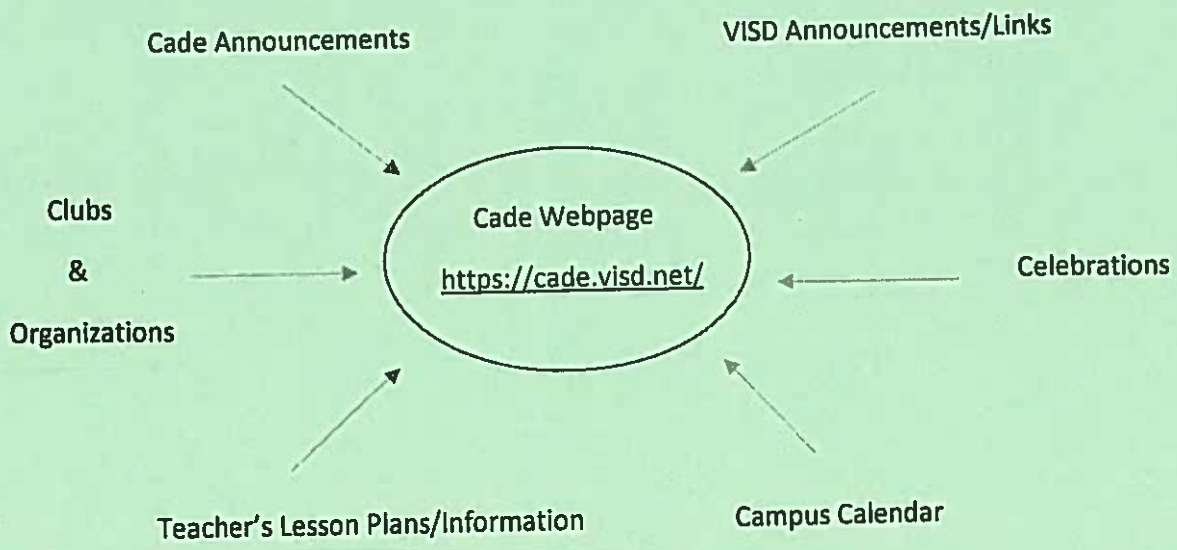 Cade Announcements
VISD Announcements/Links
Clubs
&
Organizations
Cade Webpage
https://cade.visd.net/
Celebrations
Teacher's Lesson Plans/Information
Campus Calendar